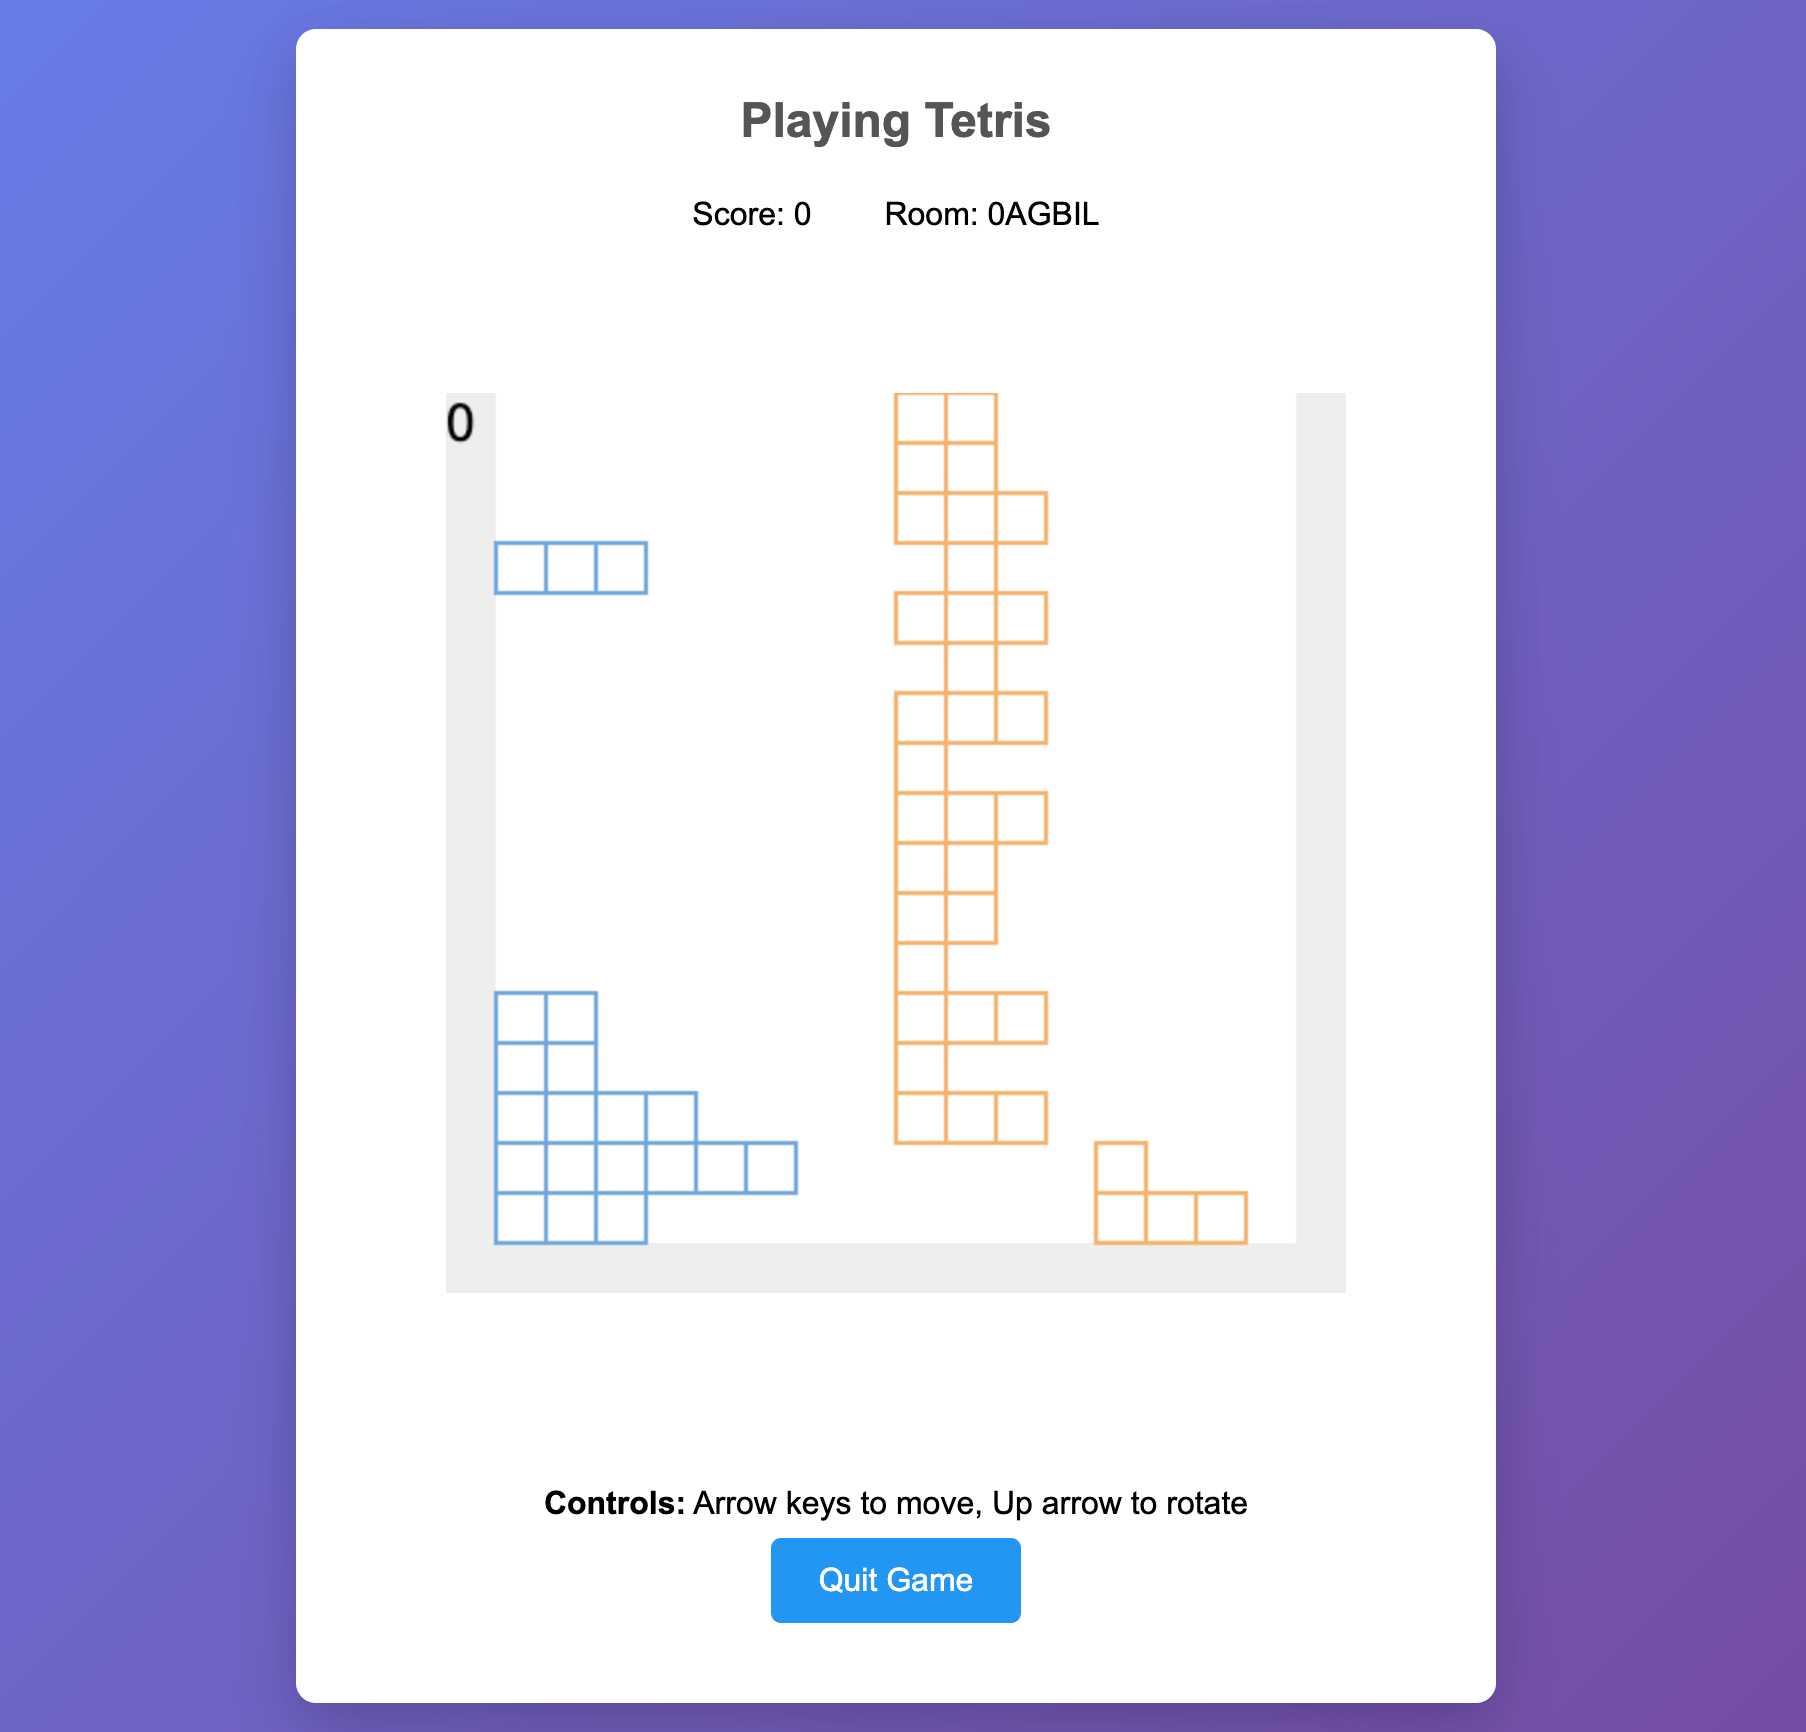 Playing Tetris
Score: 0 Room: 0AGBIL
0
Controls: Arrow keys to move, Up arrow to rotate
Quit Game